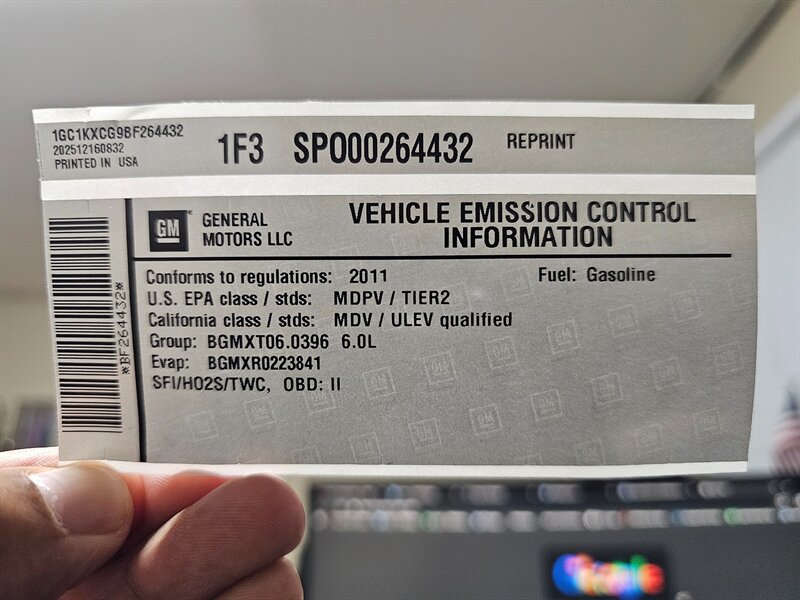 1GC1KXCG9BF264432
202512160832
PRINTED IN USA
1F3 SPO00264432 REPRINT
*BF264432*
GM GENERAL
MOTORS LLC
VEHICLE EMISSION CONTROL
INFORMATION
Conforms to regulations: 2011 Fuel: Gasoline
U.S. EPA class / stds: MDPV / TIER2
California class / stds: MDV / ULEV qualified
Group: BGMXT06.0396 6.0L
Evap: BGMXR0223841
SFI/HO2S/TWC, OBD: II